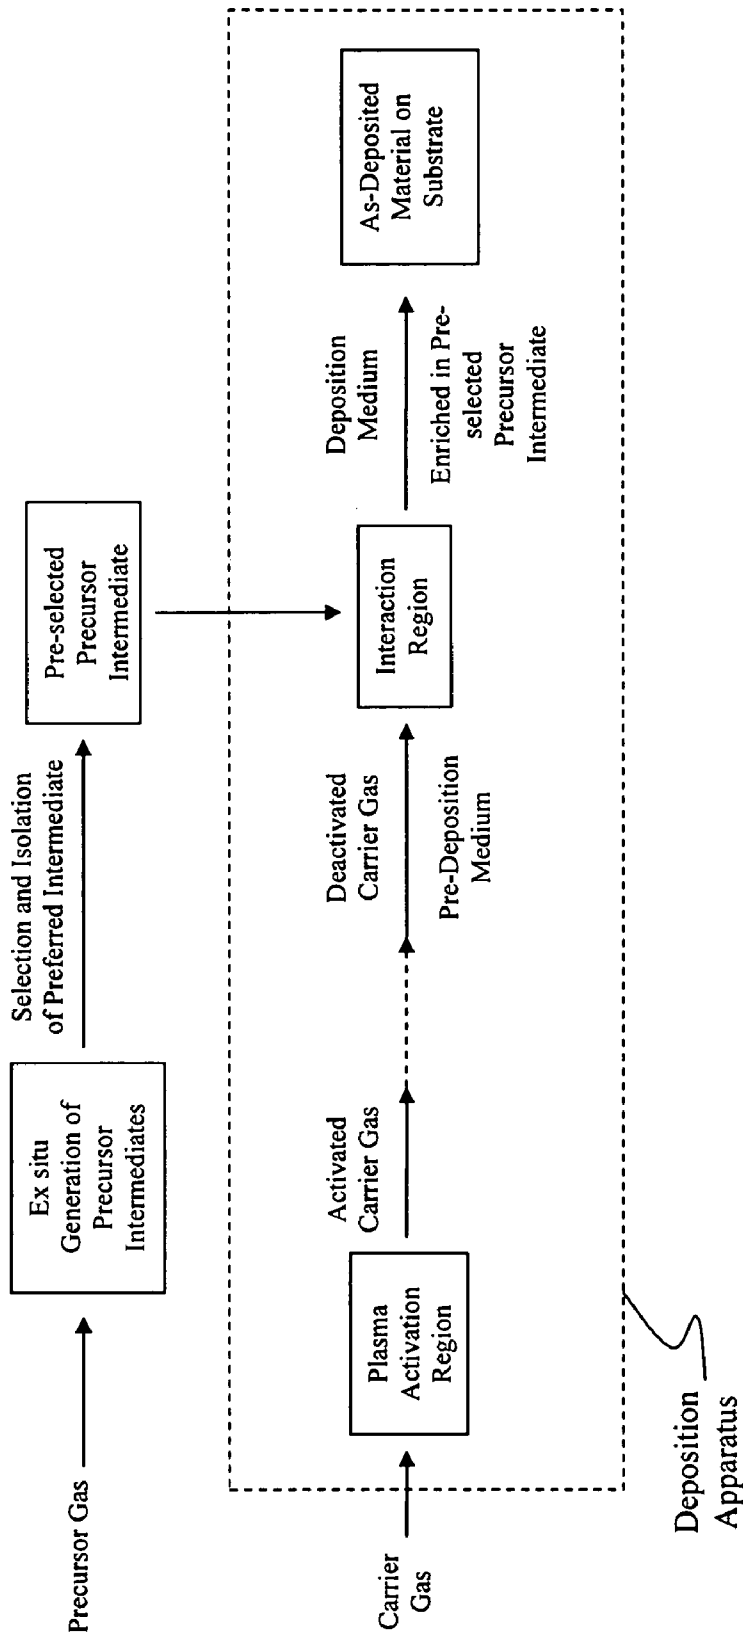 Precursor Gas
Ex situ
Generation of
Precursor
Intermediates
Selection and Isolation
of Preferred Intermediate
Pre-selected
Precursor
Intermediate
Carrier
Gas
Plasma
Activation
Region
Activated
Carrier Gas
Deactivated
Carrier Gas
Pre-Deposition
Medium
Interaction
Region
Deposition
Medium
Enriched in Pre-
selected
Precursor
Intermediate
As-Deposited
Material on
Substrate
Deposition
Apparatus